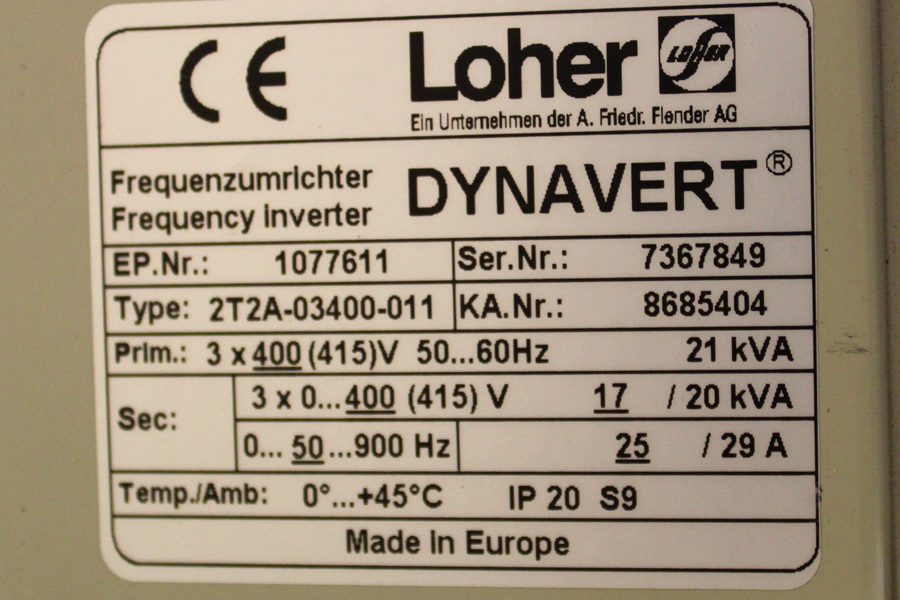 CE Loher LOHER
Ein Unternehmen der A. Friedr. Flender AG
Frequenzumrichter
Frequency inverter
DYNAVERT®
EP.Nr.: 1077611 Ser.Nr.: 7367849
Type: 2T2A-03400-011 KA.Nr.: 8685404
Prim.: 3 x 400 (415)V 50...60Hz 21 kVA
Sec:
3 x 0...400 (415) V 17 / 20 kVA
0... 50 ...900 Hz 25 / 29 A
Temp./Amb: 0°...+45°C IP 20 S9
Made in Europe